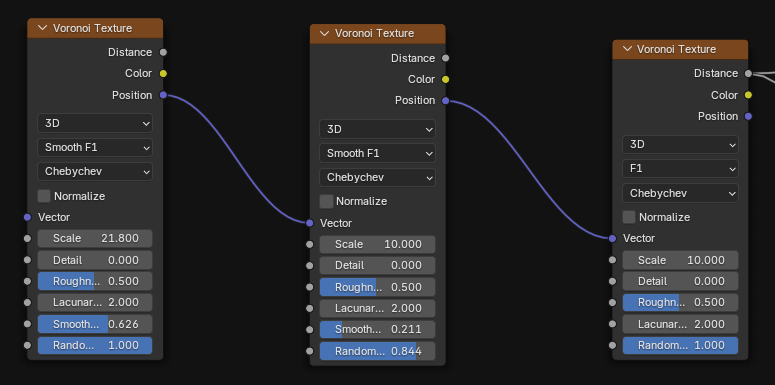 Voronoi Texture
Distance
Color
Position
3D
Smooth F1
Chebychev
Normalize
Vector
Scale 21.800
Detail 0.000
Roughn... 0.500
Lacunar... 2.000
Smooth... 0.626
Rando... 1.000
Voronoi Texture
Distance
Color
Position
3D
Smooth F1
Chebychev
Normalize
Vector
Scale 10.000
Detail 0.000
Roughn... 0.500
Lacunar... 2.000
Smooth... 0.211
Random... 0.844
Voronoi Texture
Distance
Color
Position
3D
F1
Chebychev
Normalize
Vector
Scale 10.000
Detail 0.000
Roughn... 0.500
Lacunar... 2.000
Random... 1.000